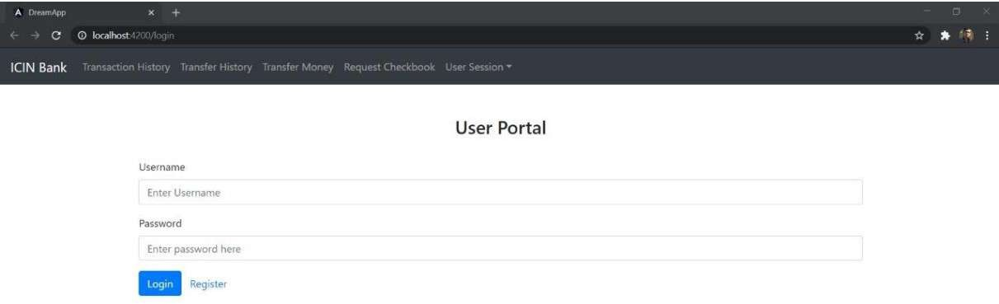 A DreamApp
localhost:4200/login
ICIN Bank Transaction History Transfer History Transfer Money Request Checkbook User Session
User Portal
Username
Enter Username
Password
Enter password here
Login Register